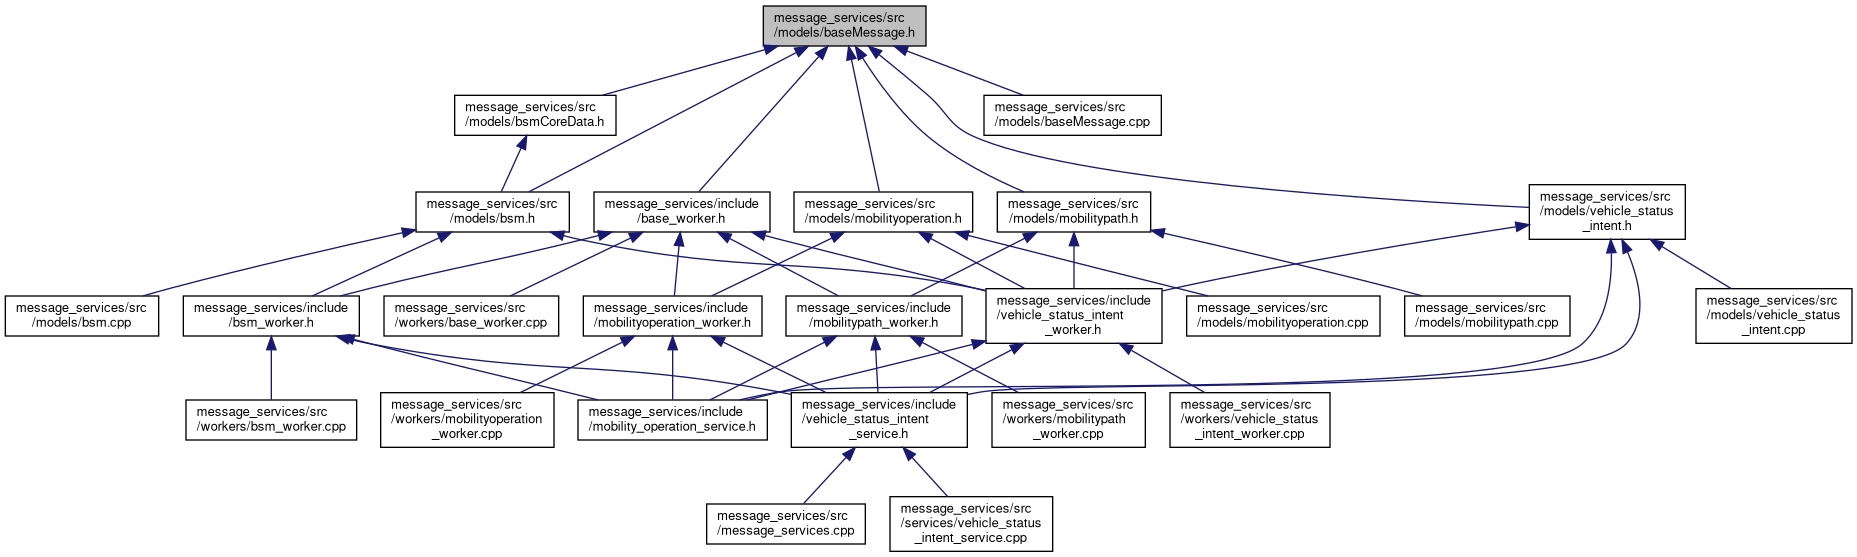 message_services/src
/models/baseMessage.h
message_services/src
/models/bsmCoreData.h
message_services/src
/models/baseMessage.cpp
message_services/src
/models/bsm.h
message_services/include
/base_worker.h
message_services/src
/models/mobilityoperation.h
message_services/src
/models/mobilitypath.h
message_services/src
/models/vehicle_status
_intent.h
message_services/src
/models/bsm.cpp
message_services/include
/bsm_worker.h
message_services/src
/workers/base_worker.cpp
message_services/include
/mobilityoperation_worker.h
message_services/include
/mobilitypath_worker.h
message_services/include
/vehicle_status_intent
_worker.h
message_services/src
/models/mobilityoperation.cpp
message_services/src
/models/mobilitypath.cpp
message_services/src
/models/vehicle_status
_intent.cpp
message_services/src
/workers/bsm_worker.cpp
message_services/src
/workers/mobilityoperation
_worker.cpp
message_services/include
/mobility_operation_service.h
message_services/include
/vehicle_status_intent
_service.h
message_services/src
/workers/mobilitypath
_worker.cpp
message_services/src
/workers/vehicle_status
_intent_worker.cpp
message_services/src
/message_services.cpp
message_services/src
/services/vehicle_status
_intent_service.cpp